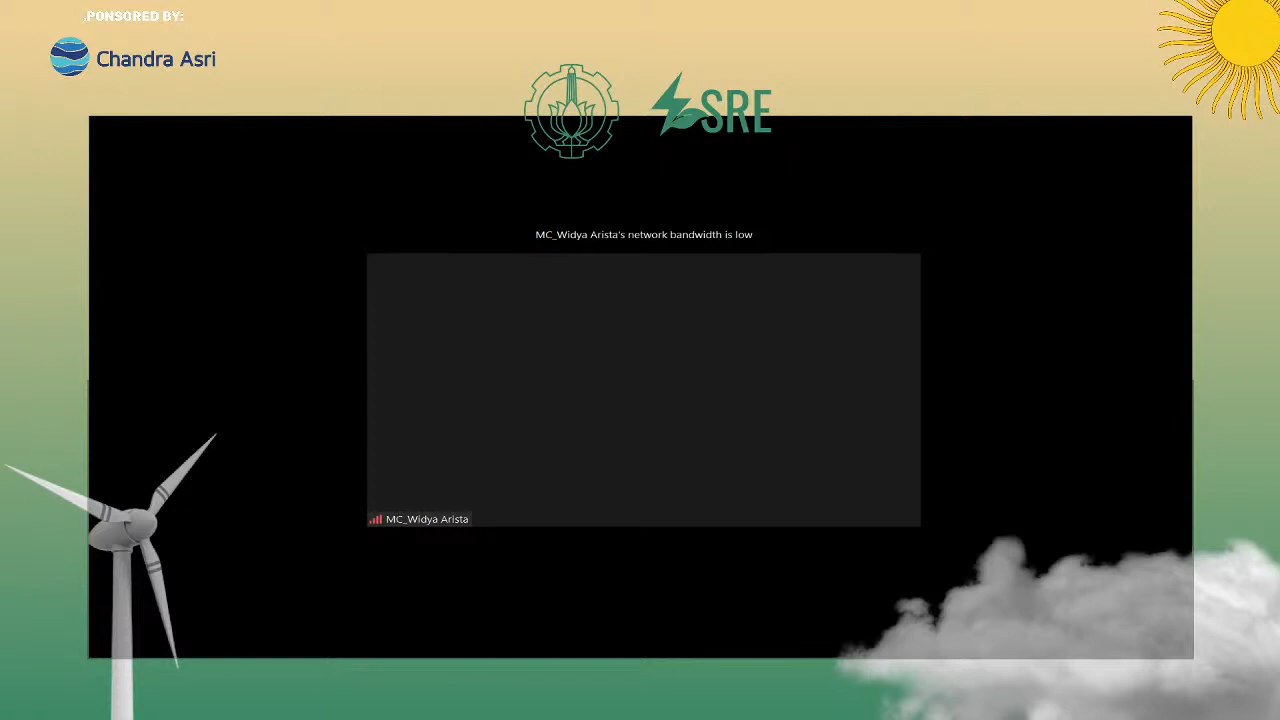 PONSORED BY:
Chandra Asri
SRE
MC_Widya Arista's network bandwidth is low
MC_Widya Arista